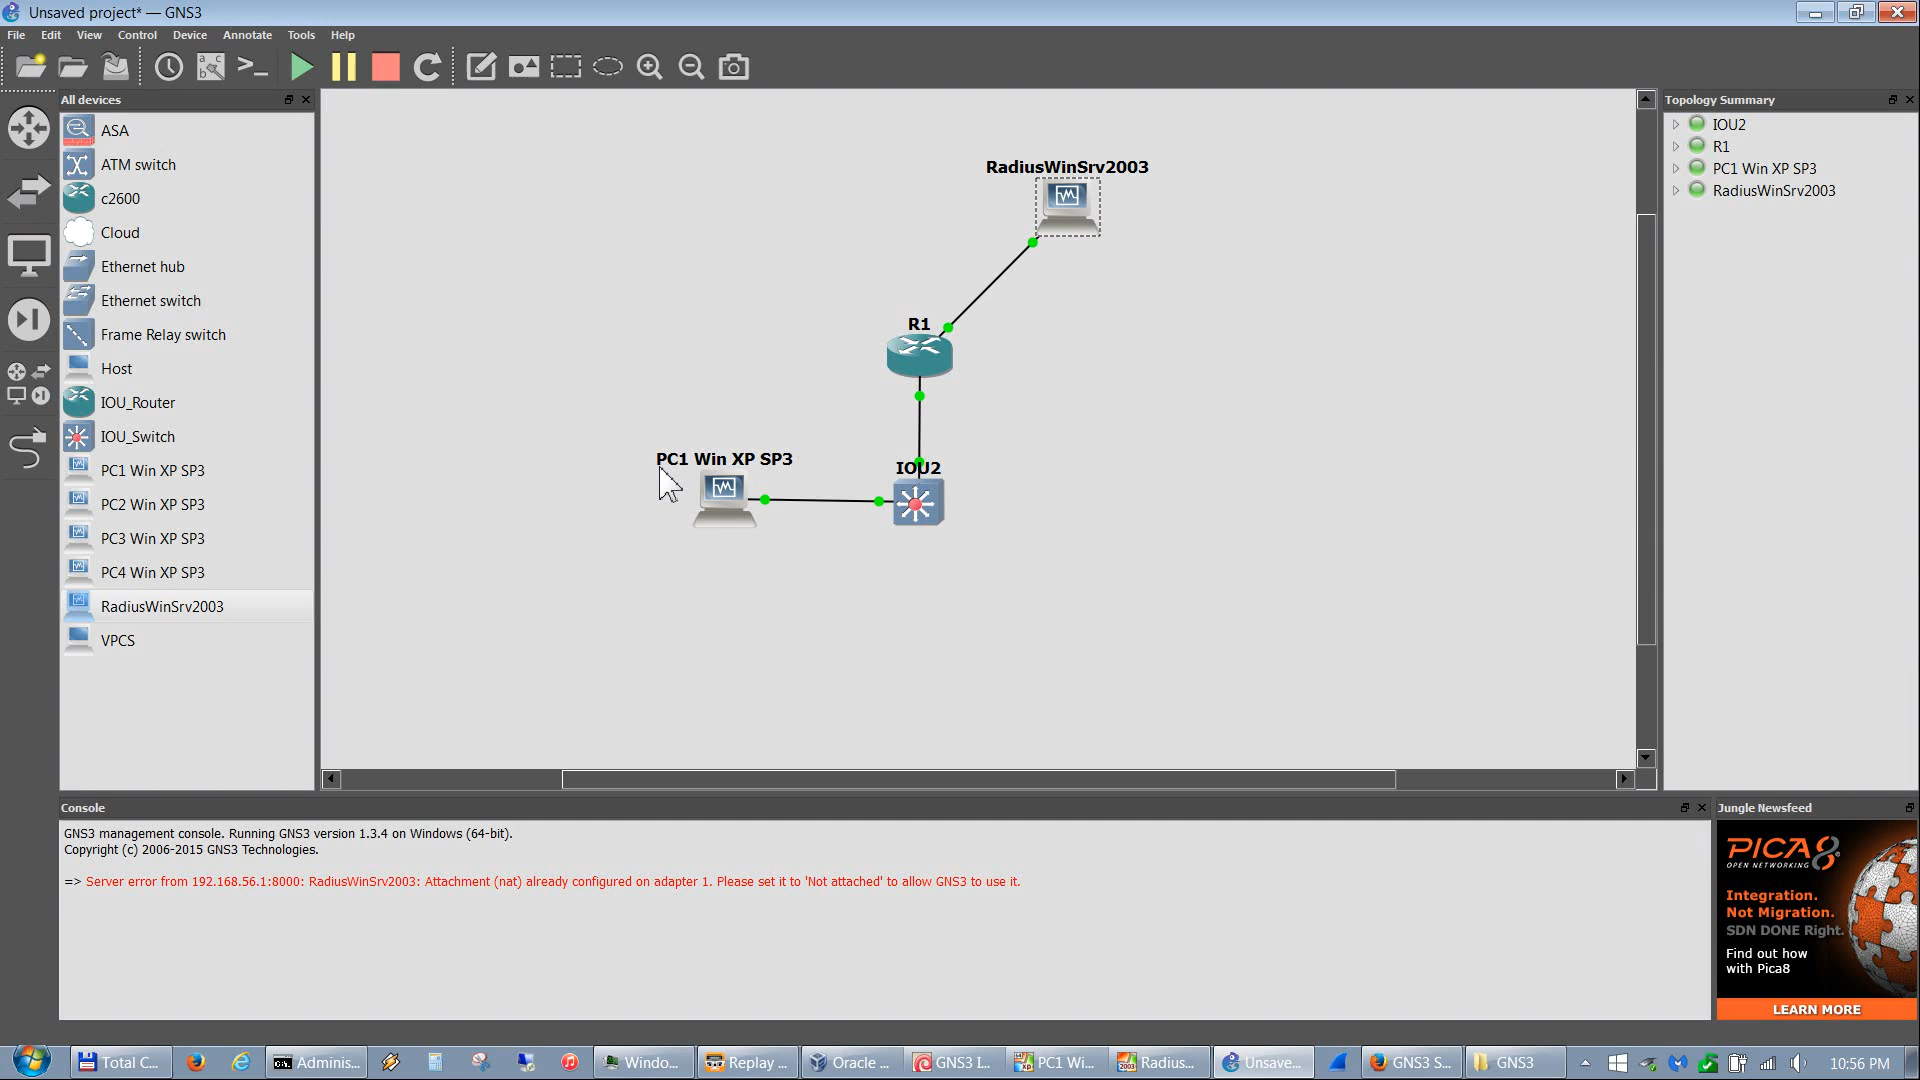 Unsaved project* — GNS3
File Edit View Control Device Annotate Tools Help
All devices
ASA
ATM switch
c2600
Cloud
Ethernet hub
Ethernet switch
Frame Relay switch
Host
IOU_Router
IOU_Switch
PC1 Win XP SP3
PC2 Win XP SP3
PC3 Win XP SP3
PC4 Win XP SP3
RadiusWinSrv2003
VPCS
RadiusWinSrv2003
R1
PC1 Win XP SP3
IOU2
Topology Summary
IOU2
R1
PC1 Win XP SP3
RadiusWinSrv2003
Console
GNS3 management console. Running GNS3 version 1.3.4 on Windows (64-bit).
Copyright (c) 2006-2015 GNS3 Technologies.
=> Server error from 192.168.56.1:8000: RadiusWinSrv2003: Attachment (nat) already configured on adapter 1. Please set it to 'Not attached' to allow GNS3 to use it.
Jungle Newsfeed
PICA8
OPEN NETWORKING
Integration.
Not Migration.
SDN DONE Right.
Find out how
with Pica8
LEARN MORE
Total C... Adminis... Windo... Replay ... Oracle ... GNS3 I... PC1 Wi... Radius... Unsave... GNS3 S... GNS3 10:56 PM